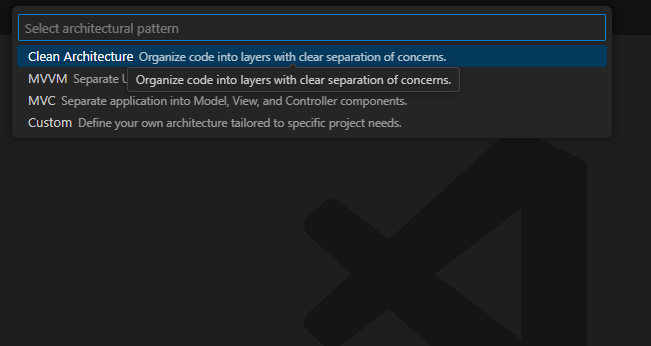 Select architectural pattern
Clean Architecture Organize code into layers with clear separation of concerns.
MVVM Separate U
Organize code into layers with clear separation of concerns.
MVC Separate application into Model, View, and Controller components.
Custom Define your own architecture tailored to specific project needs.